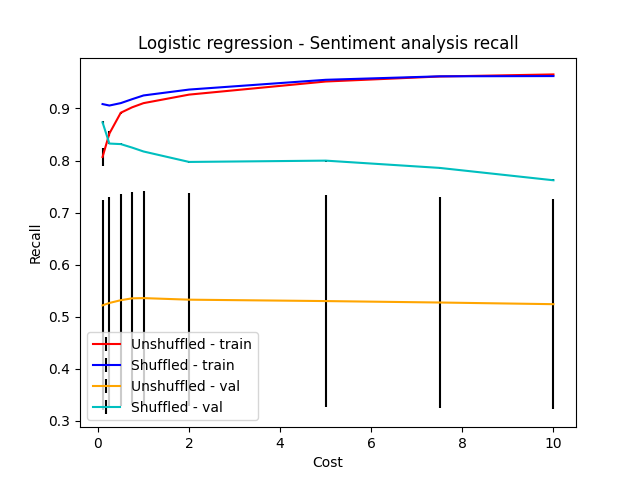 Logistic regression - Sentiment analysis recall
Recall
0.9
0.8
0.7
0.6
0.5
0.4
0.3
Unshuffled - train
Shuffled - train
Unshuffled - val
Shuffled - val
0 2 4 6 8 10
Cost